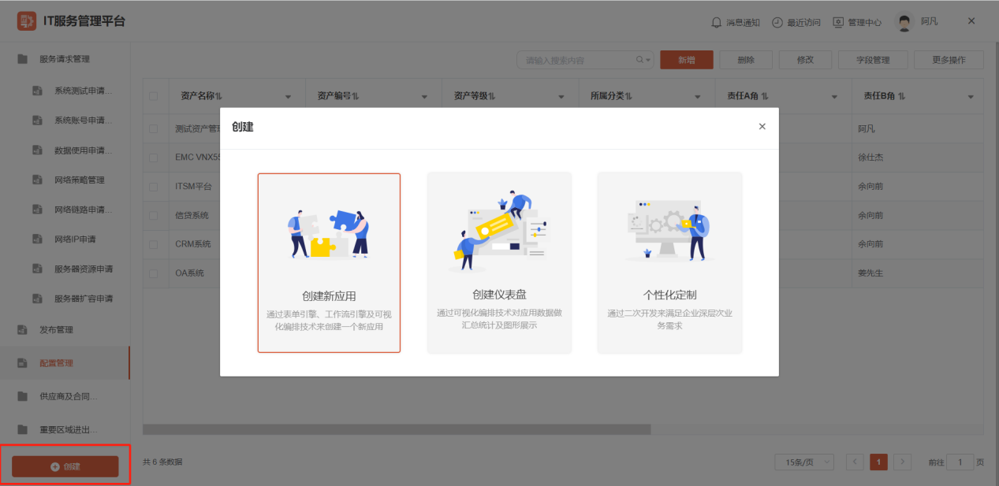 IT服务管理平台
消息通知
最近访问
管理中心
阿凡
服务请求管理
系统测试申请...
系统账号申请...
数据使用申请...
网络策略管理
网络链路申请...
网络IP申请
服务器资源申请
服务器扩容申请
发布管理
配置管理
供应商及合同...
重要区域进出...
创建
请输入搜索内容
新增
删除
修改
字段管理
更多操作
资产名称
资产编号
资产等级
所属分类
责任A角
责任B角
测试资产管
阿凡
EMC VNX55
徐仕杰
ITSM平台
余向前
信贷系统
余向前
CRM系统
余向前
OA系统
姜先生
创建
创建新应用
通过表单引擎、工作流引擎及可视
化编排技术来创建一个新应用
创建仪表盘
通过可视化编排技术对应用数据做
汇总统计及图形展示
个性化定制
通过二次开发来满足企业深层次业
务需求
共 6 条数据
15条/页
1
前往 1 页